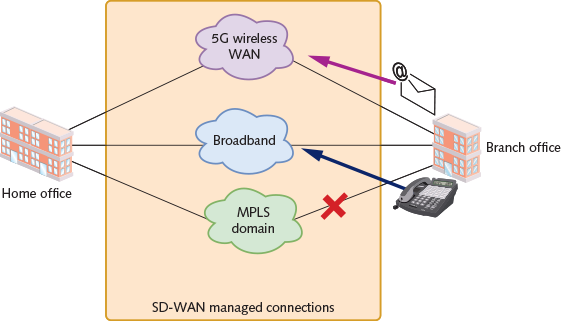 5G wireless
WAN
@
Broadband
Branch office
Home office
MPLS
domain
SD-WAN managed connections